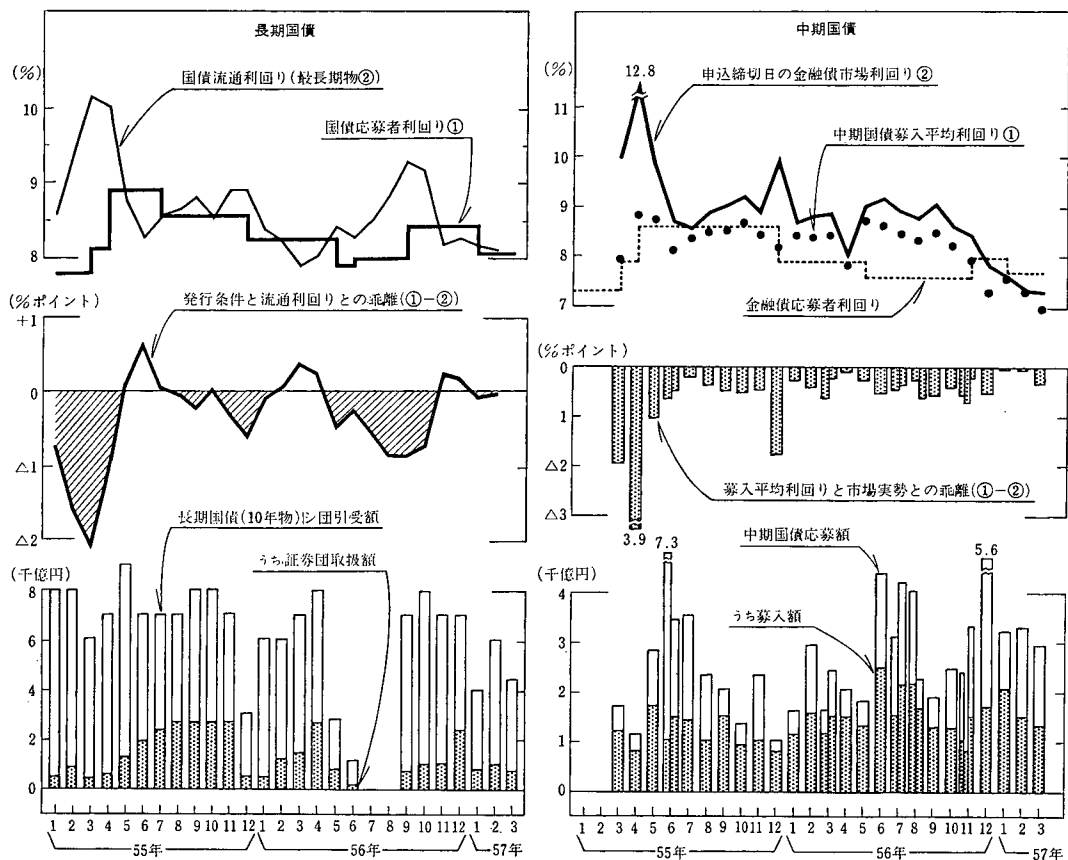 長期国債
(%)
国債流通利回り(最長期物②)
国債応募者利回り①
10
9
8
(%ポイント)
発行条件と流通利回りとの乖離(①−②)
+1
0
△1
△2
長期国債(10年物)シ団引受額
うち証券団取扱額
(千億円)
8
6
4
2
0
1 2 3 4 5 6 7 8 9 10 11 12 1 2 3 4 5 6 7 8 9 10 11 12 1 2 3
55年 56年 57年
中期国債
(%)
12.8
申込締切日の金融債市場利回り②
中期国債募入平均利回り①
11
10
9
8
7
金融債応募者利回り
(%ポイント)
0
1
△2
△3
3.9
募入平均利回りと市場実勢との乖離(①−②)
7.3
中期国債応募額
5.6
(千億円)
うち募入額
4
3
2
1
0
1 2 3 4 5 6 7 8 9 10 11 12 1 2 3 4 5 6 7 8 9 10 11 12 1 2 3
55年 56年 57年